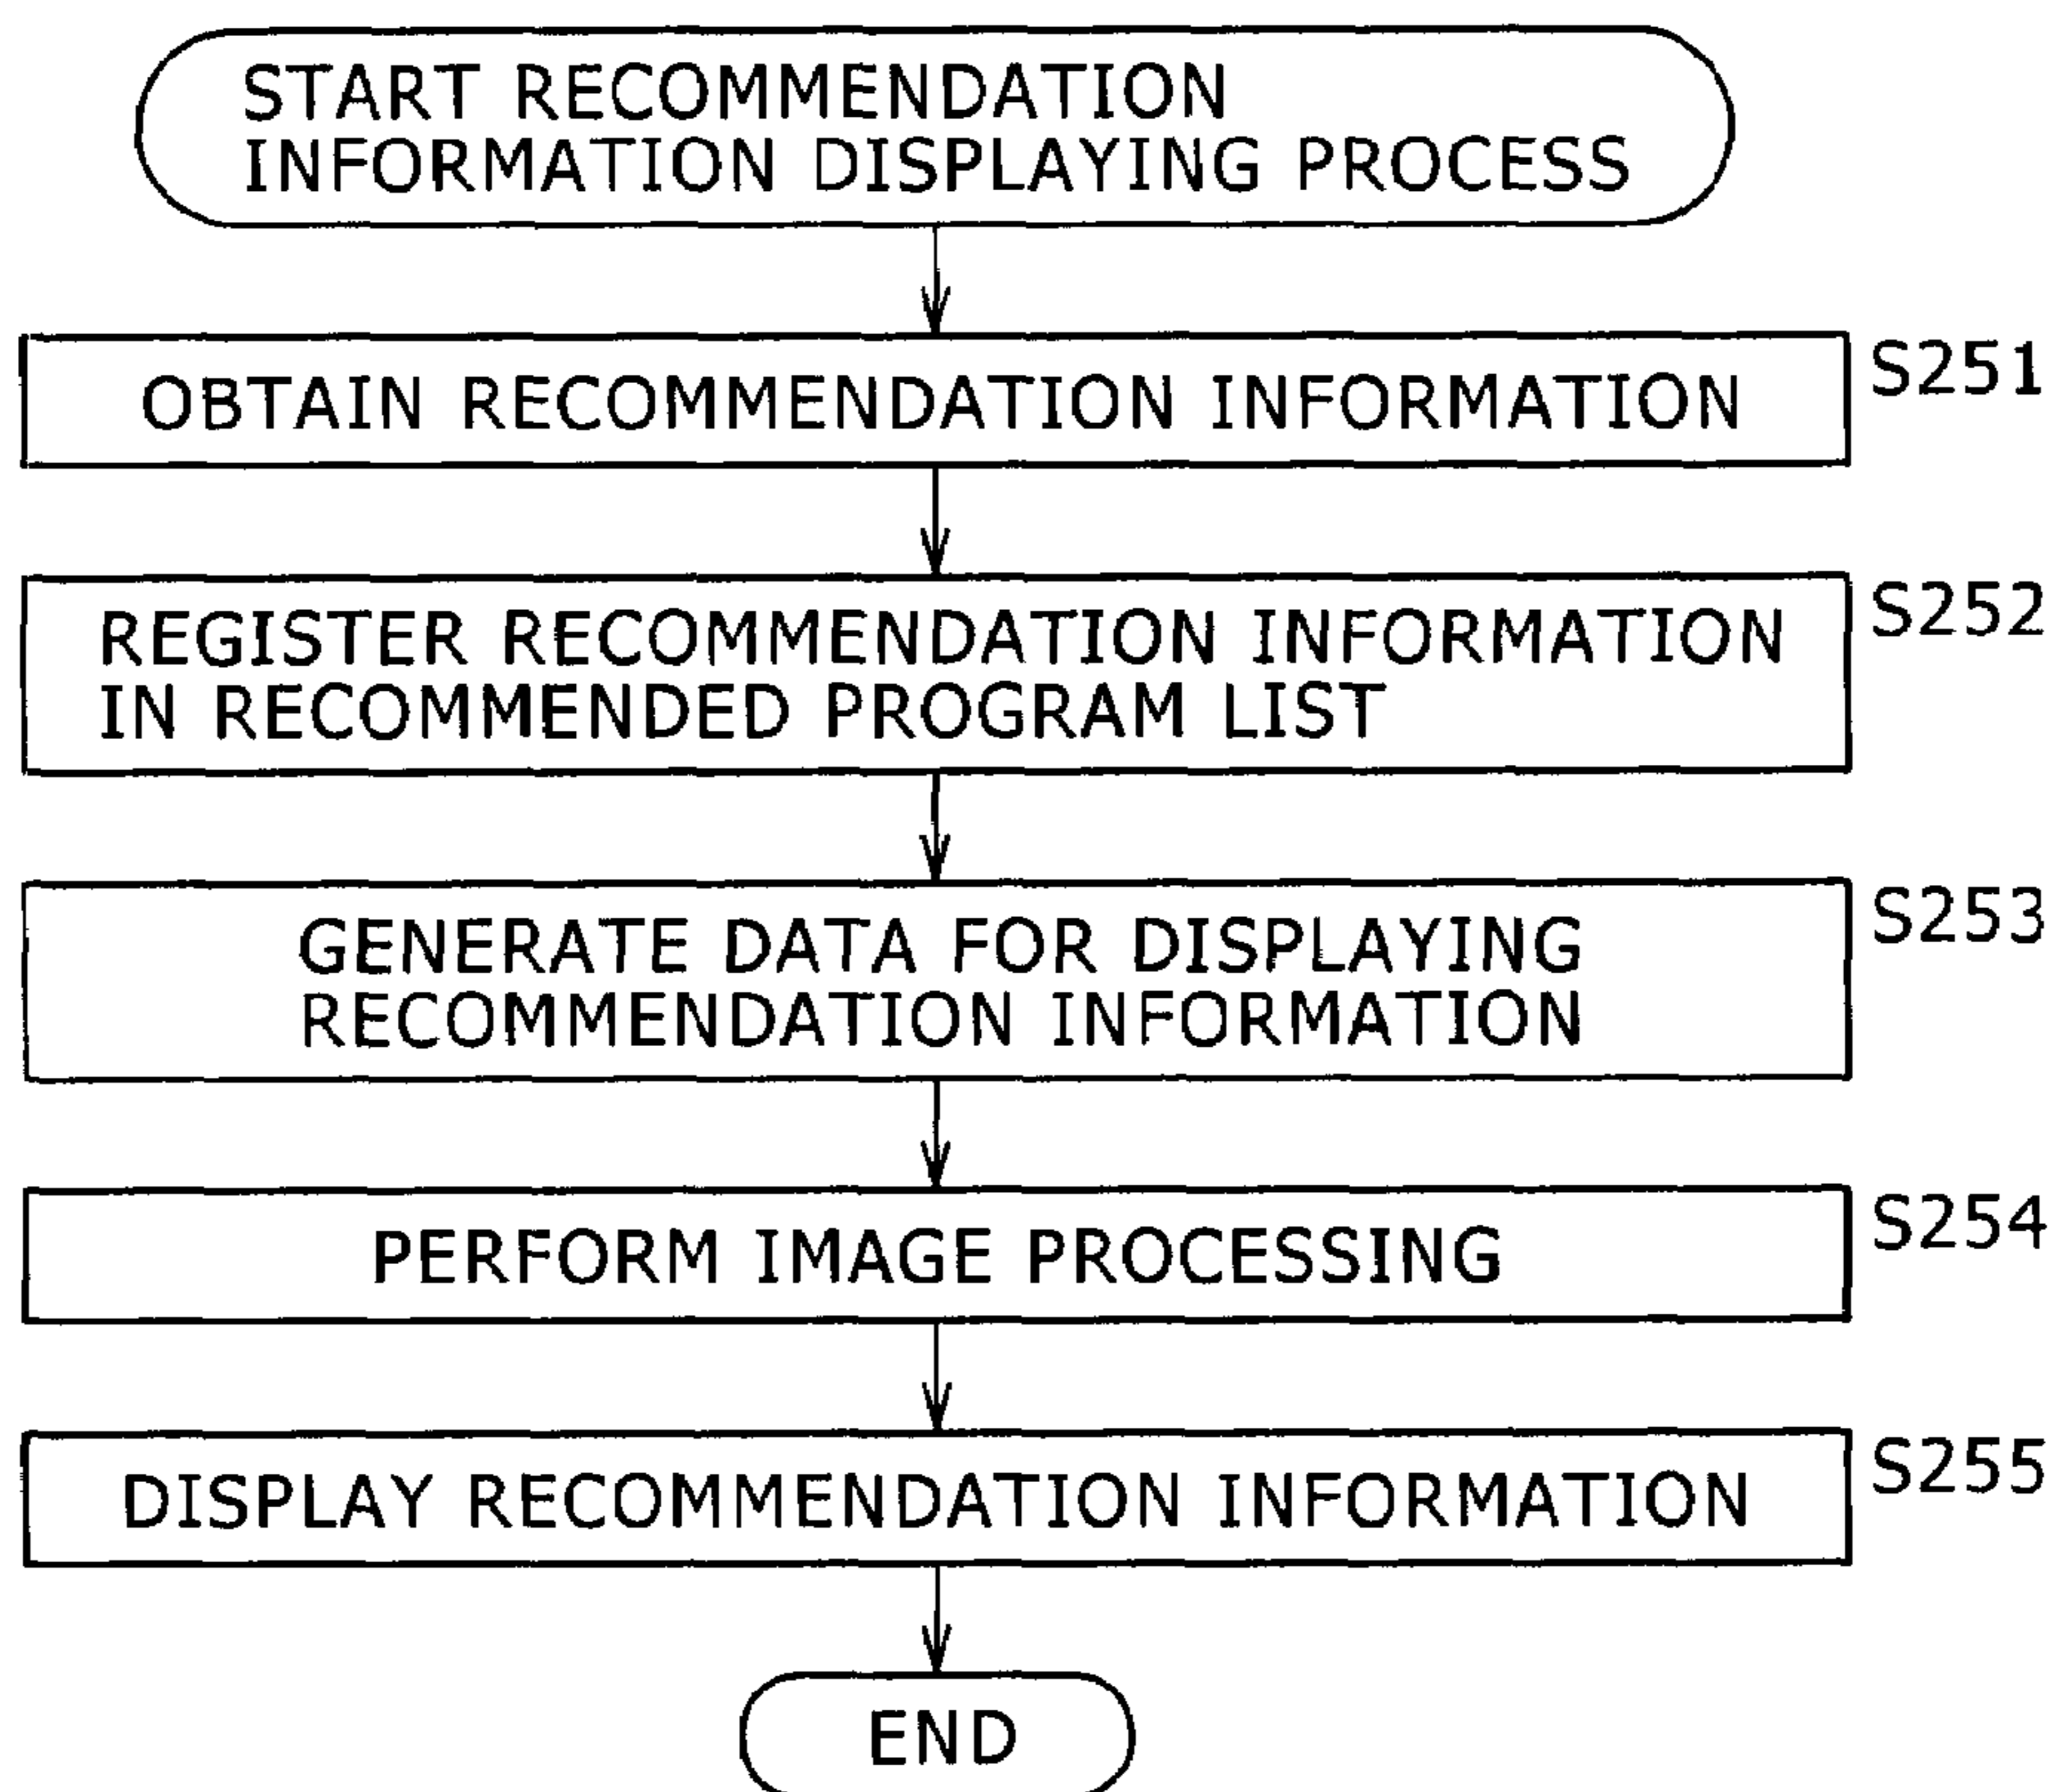 START RECOMMENDATION
INFORMATION DISPLAYING PROCESS
OBTAIN RECOMMENDATION INFORMATION
S251
REGISTER RECOMMENDATION INFORMATION
IN RECOMMENDED PROGRAM LIST
S252
GENERATE DATA FOR DISPLAYING
RECOMMENDATION INFORMATION
S253
PERFORM IMAGE PROCESSING
S254
DISPLAY RECOMMENDATION INFORMATION
S255
END